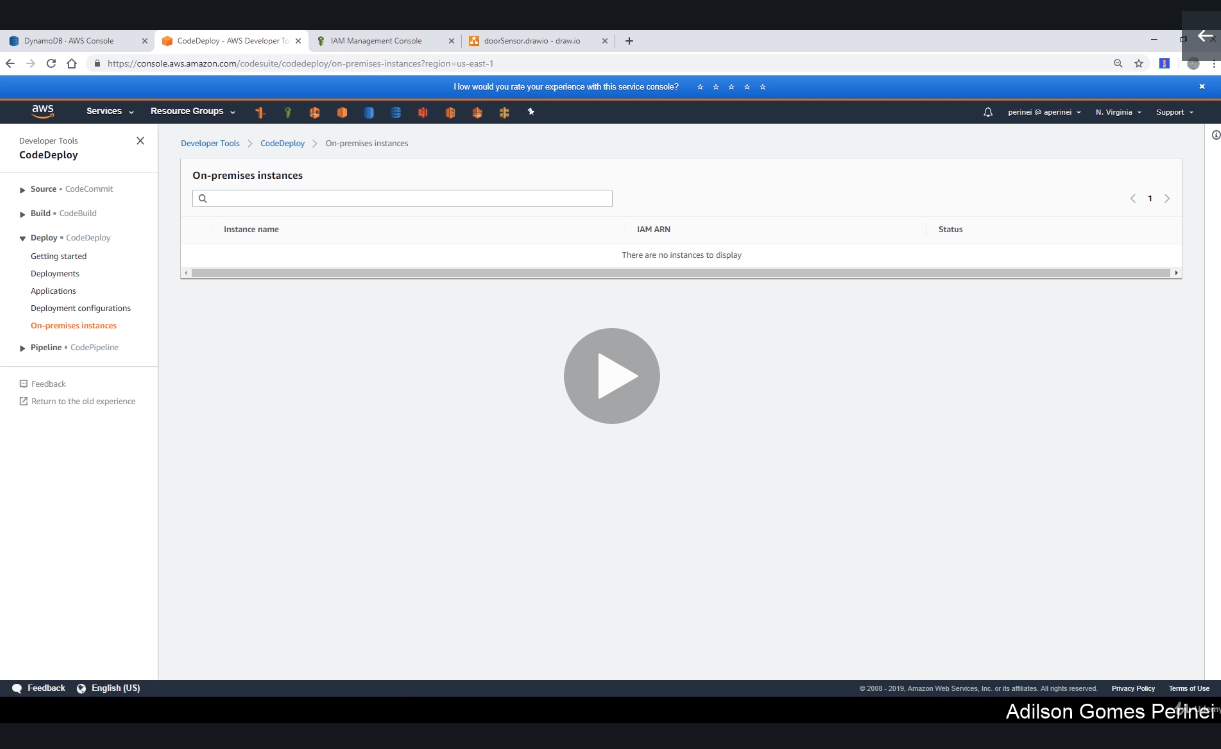 DynamoDB - AWS Console
CodeDeploy - AWS Developer To
IAM Management Console
doorSensor.drawio - draw.io
https://console.aws.amazon.com/codesuite/codedeploy/on-premises-instances?region=us-east-1
How would you rate your experience with this service console?
aws Services Resource Groups perinei @ aperinei N. Virginia Support
Developer Tools
CodeDeploy
Source • CodeCommit
Build • CodeBuild
Deploy • CodeDeploy
Getting started
Deployments
Applications
Deployment configurations
On-premises instances
Pipeline • CodePipeline
Feedback
Return to the old experience
Developer Tools CodeDeploy On-premises instances
On-premises instances
1
Instance name IAM ARN Status
There are no instances to display
Feedback English (US) © 2008 - 2019, Amazon Web Services, Inc. or its affiliates. All rights reserved. Privacy Policy Terms of Use
Adilson Gomes Perinei